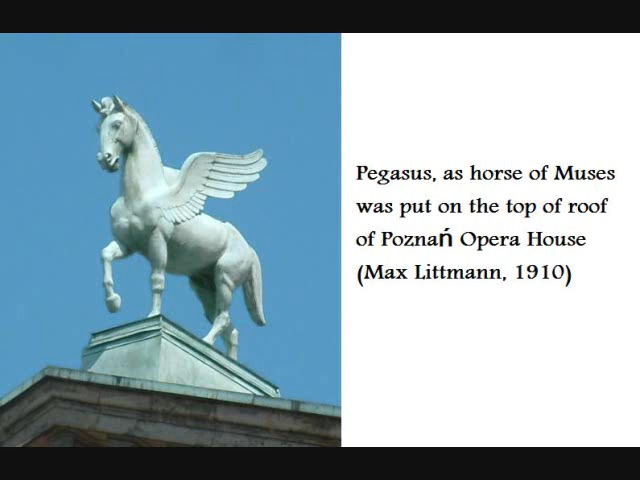 Pegasus, as horse of Muses
was put on the top of roof
of Poznań Opera House
(Max Littmann, 1910)